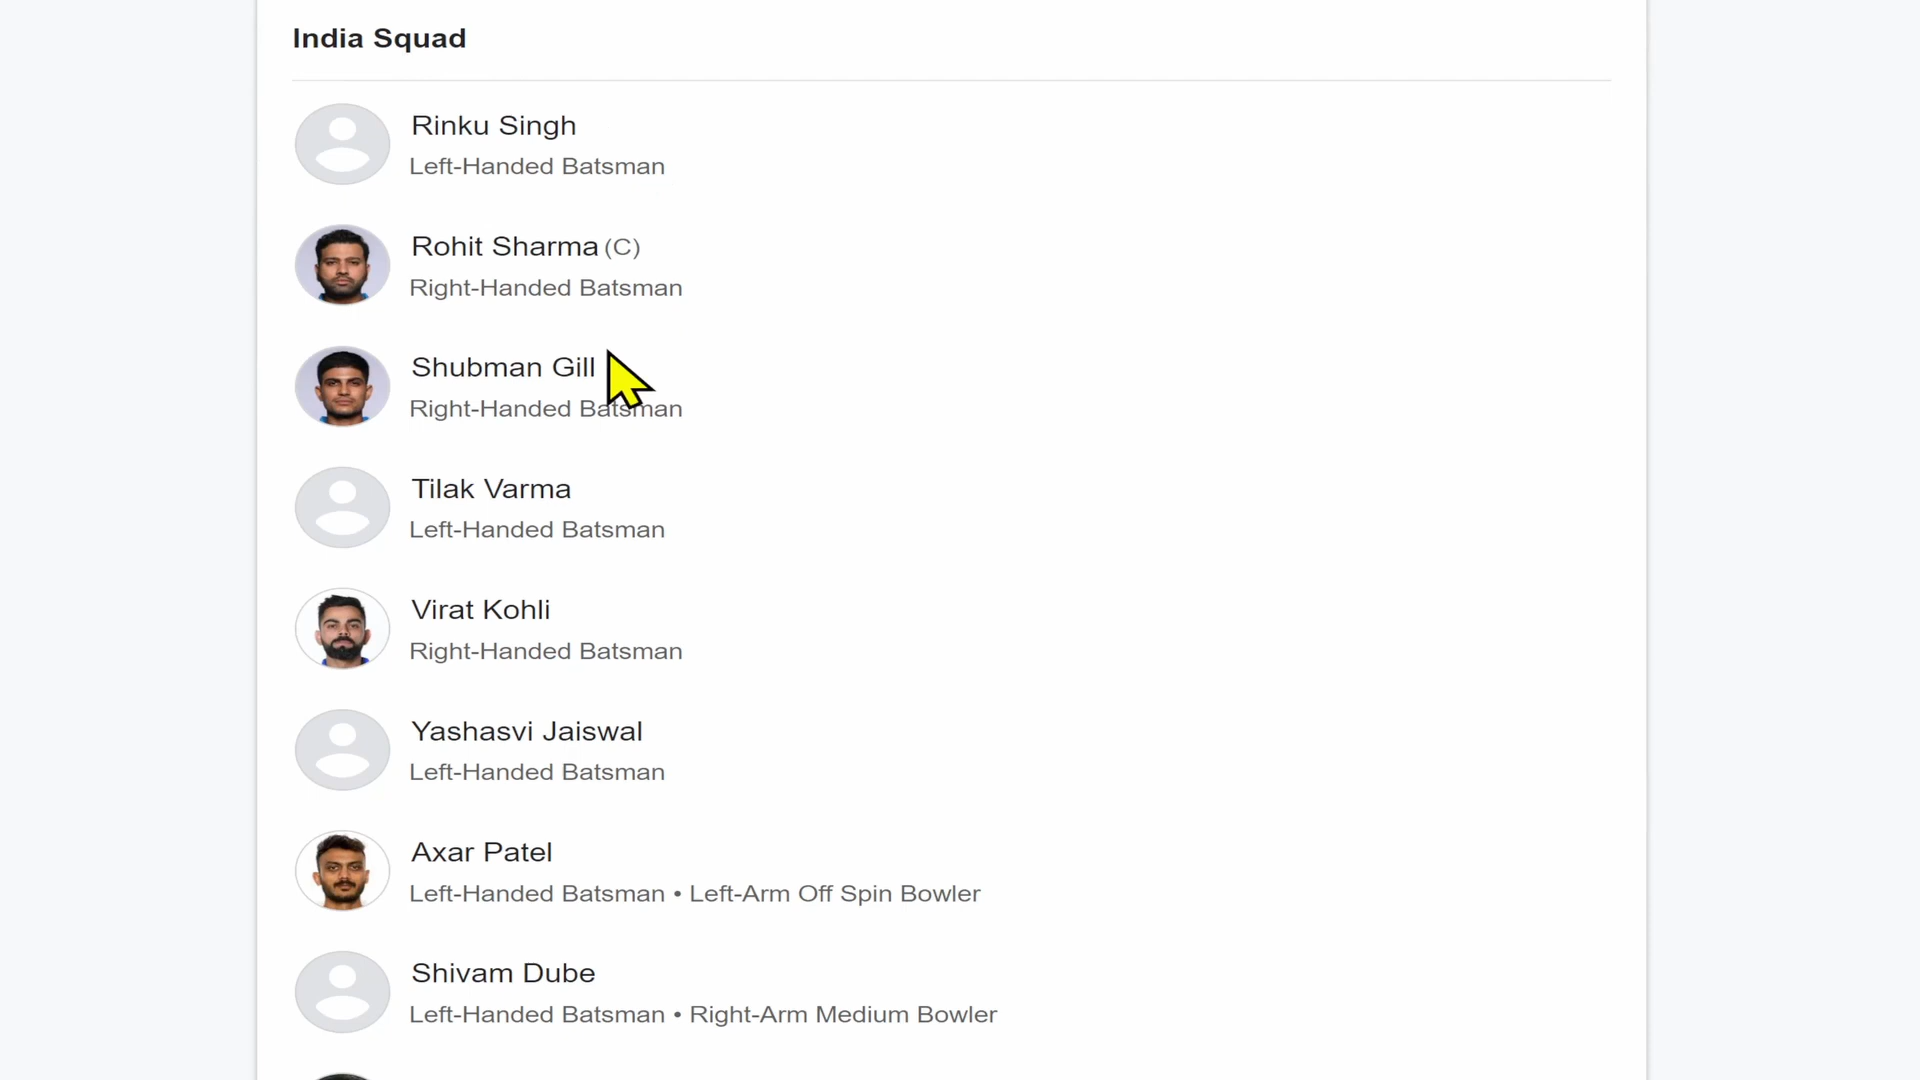 India Squad
Rinku Singh
Left-Handed Batsman
Rohit Sharma (C)
Right-Handed Batsman
Shubman Gill
Right-Handed Batsman
Tilak Varma
Left-Handed Batsman
Virat Kohli
Right-Handed Batsman
Yashasvi Jaiswal
Left-Handed Batsman
Axar Patel
Left-Handed Batsman • Left-Arm Off Spin Bowler
Shivam Dube
Left-Handed Batsman • Right-Arm Medium Bowler